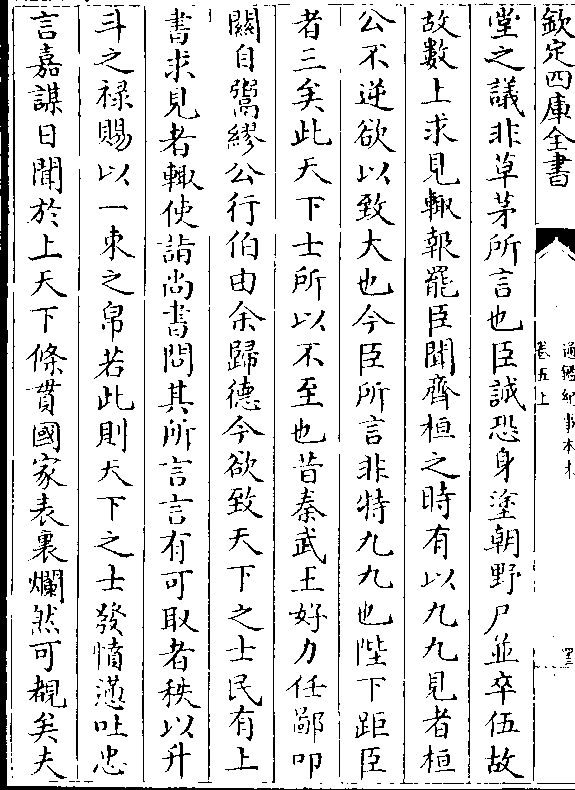 欽定四庫全書
通鑑紀事本末
卷五上
堂之議非草茅所言也臣誠恐身塗朝野尸並卒伍故
故數上求見輒報罷臣聞齊桓之時有以九九見者桓
公不逆欲以致大也今臣所言非特九九也陛下距臣
者三矣此天下士所以不至也昔秦武王好力任鄙叩
關自鬻繆公行伯由余歸德今欲致天下之士民有上
書求見者輒使詣尚書問其所言言有可取者秩以升
斗之祿賜以一束之帛若此則天下之士發憤懣吐忠
言嘉謀日聞於上天下條貫國家表裏爛然可覩矣夫